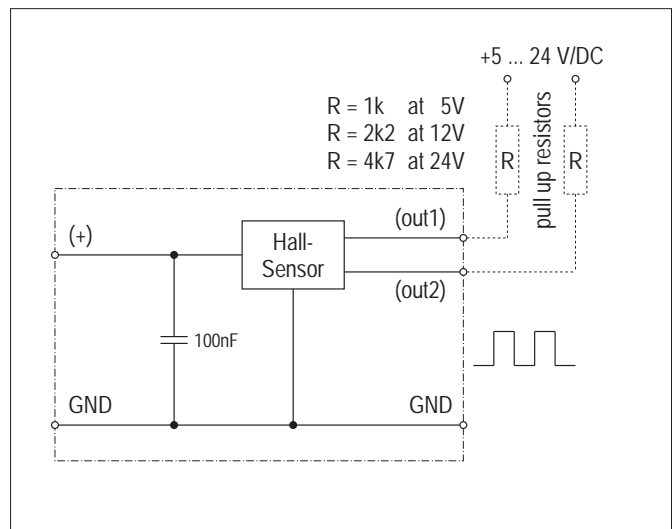 +5 ... 24 V/DC
R = 1k at 5V
R = 2k2 at 12V
R = 4k7 at 24V
R
R
pull up resistors
(+)
Hall-
Sensor
(out1)
(out2)
100nF
GND
GND